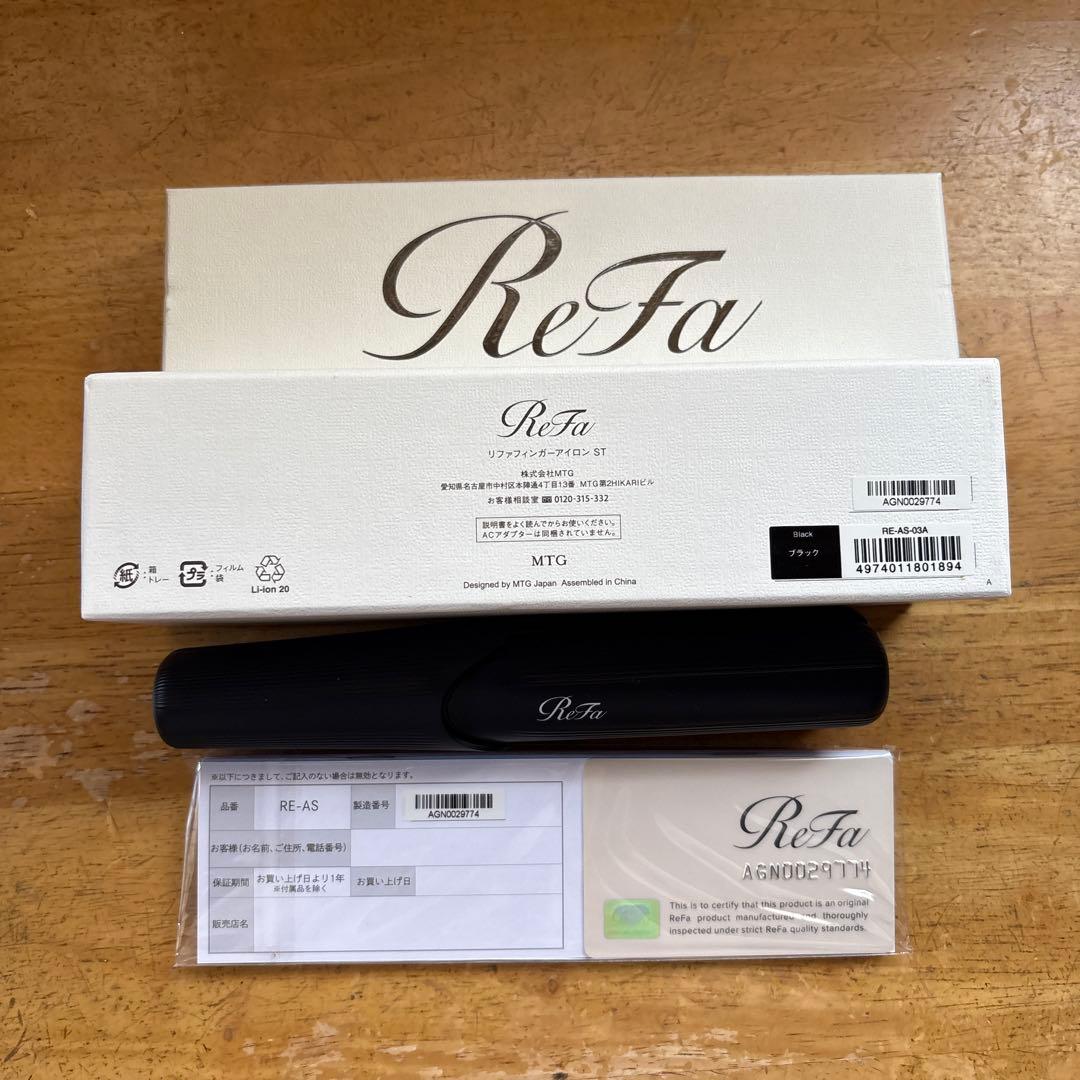 ReFa
ReFa
リファフィンガーアイロン ST
株式会社MTG
愛知県名古屋市中村区本陣通4丁目13番 MTG第2HIKARIビル
お客様相談室 0120-315-332
説明書をよく読んでからお使いください。
ACアダプターは同梱されていません。
MTG
Designed by MTG Japan Assembled in China
紙 :箱 ・トレー
プラ :フィルム ・袋
Li-ion 20
AGN0029774
Black
ブラック
RE-AS-03A
4974011801894
A
ReFa
※以下につきまして、ご記入のない場合は無効となります。
品番 RE-AS 製造番号 AGN0029774
お客様(お名前、ご住所、電話番号)
保証期間 お買い上げ日より1年 ※付属品を除く お買い上げ日
販売店名
ReFa
AGN0029774
This is to certify that this product is an original
ReFa product manufactured and thoroughly
inspected under strict ReFa quality standards.